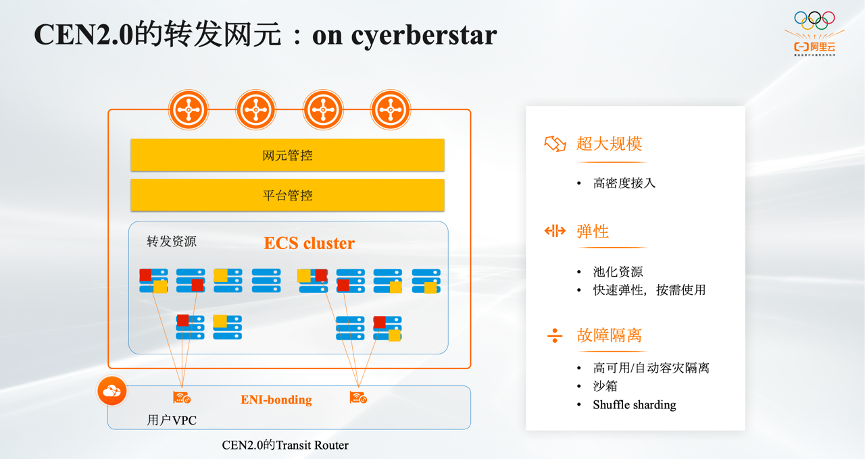 CEN2.0的转发网元：on cyerberstar
阿里云
网元管控
平台管控
转发资源
ECS cluster
ENI-bonding
用户VPC
CEN2.0的Transit Router
超大规模
• 高密度接入
弹性
• 池化资源
• 快速弹性，按需使用
故障隔离
• 高可用/自动容灾隔离
• 沙箱
• Shuffle sharding